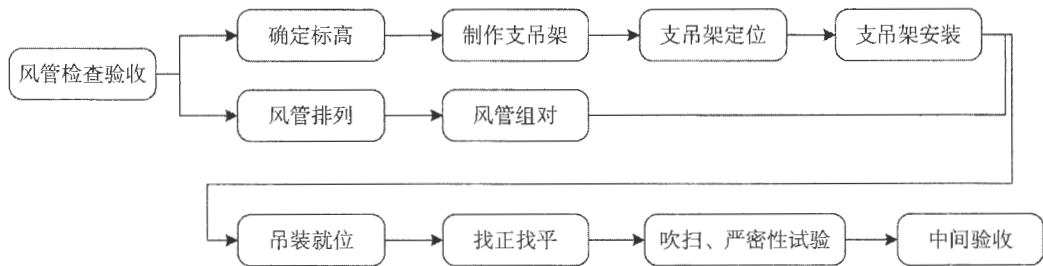 确定标高
制作支吊架
支吊架定位
支吊架安装
风管检查验收
风管排列
风管组对
吊装就位
找正找平
吹扫、严密性试验
中间验收